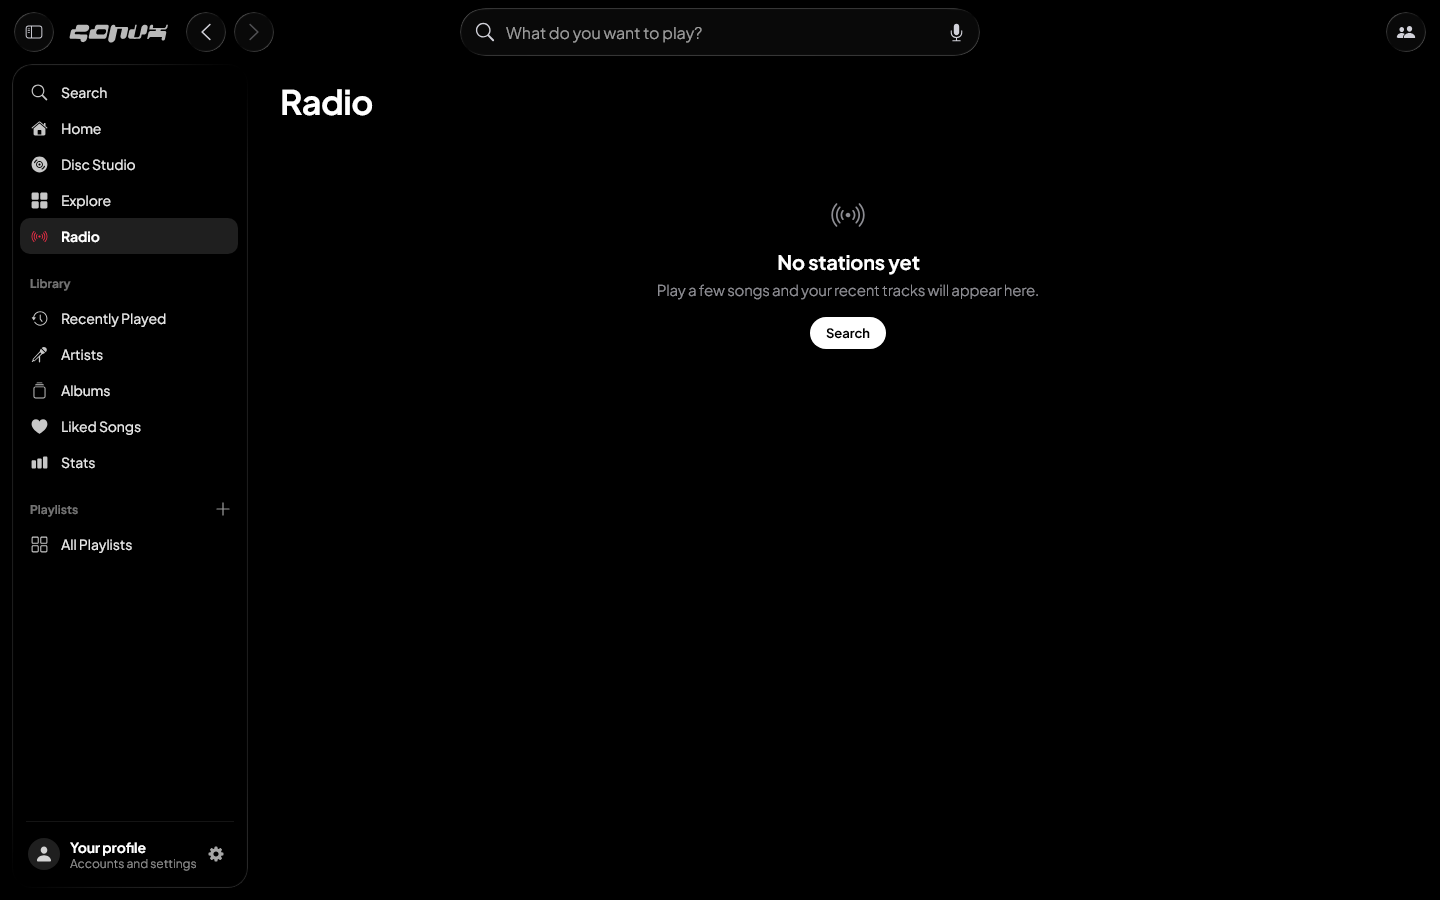 What do you want to play?
Search
Home
Disc Studio
Explore
Radio
Library
Recently Played
Artists
Albums
Liked Songs
Stats
Playlists
All Playlists
Your profile
Accounts and settings
Radio
No stations yet
Play a few songs and your recent tracks will appear here.
Search